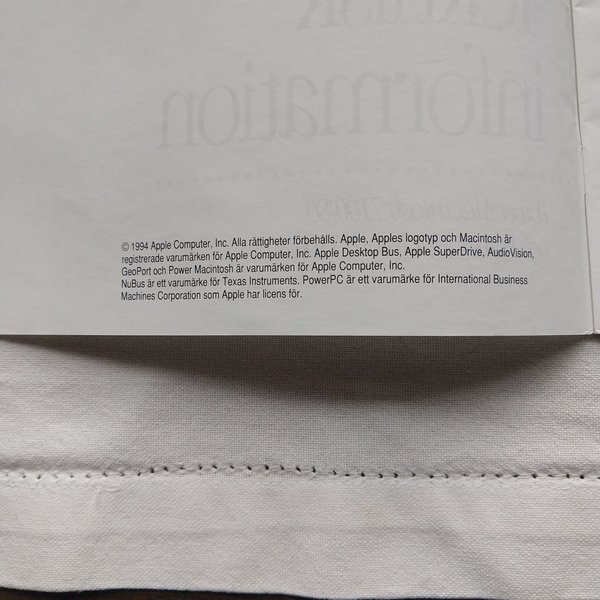 information
© 1994 Apple Computer, Inc. Alla rättigheter förbehålls. Apple, Apples logotyp och Macintosh är
registrerade varumärken för Apple Computer, Inc. Apple Desktop Bus, Apple SuperDrive, AudioVision,
GeoPort och Power Macintosh är varumärken för Apple Computer, Inc.
NuBus är ett varumärke för Texas Instruments. PowerPC är ett varumärke för International Business
Machines Corporation som Apple har licens för.